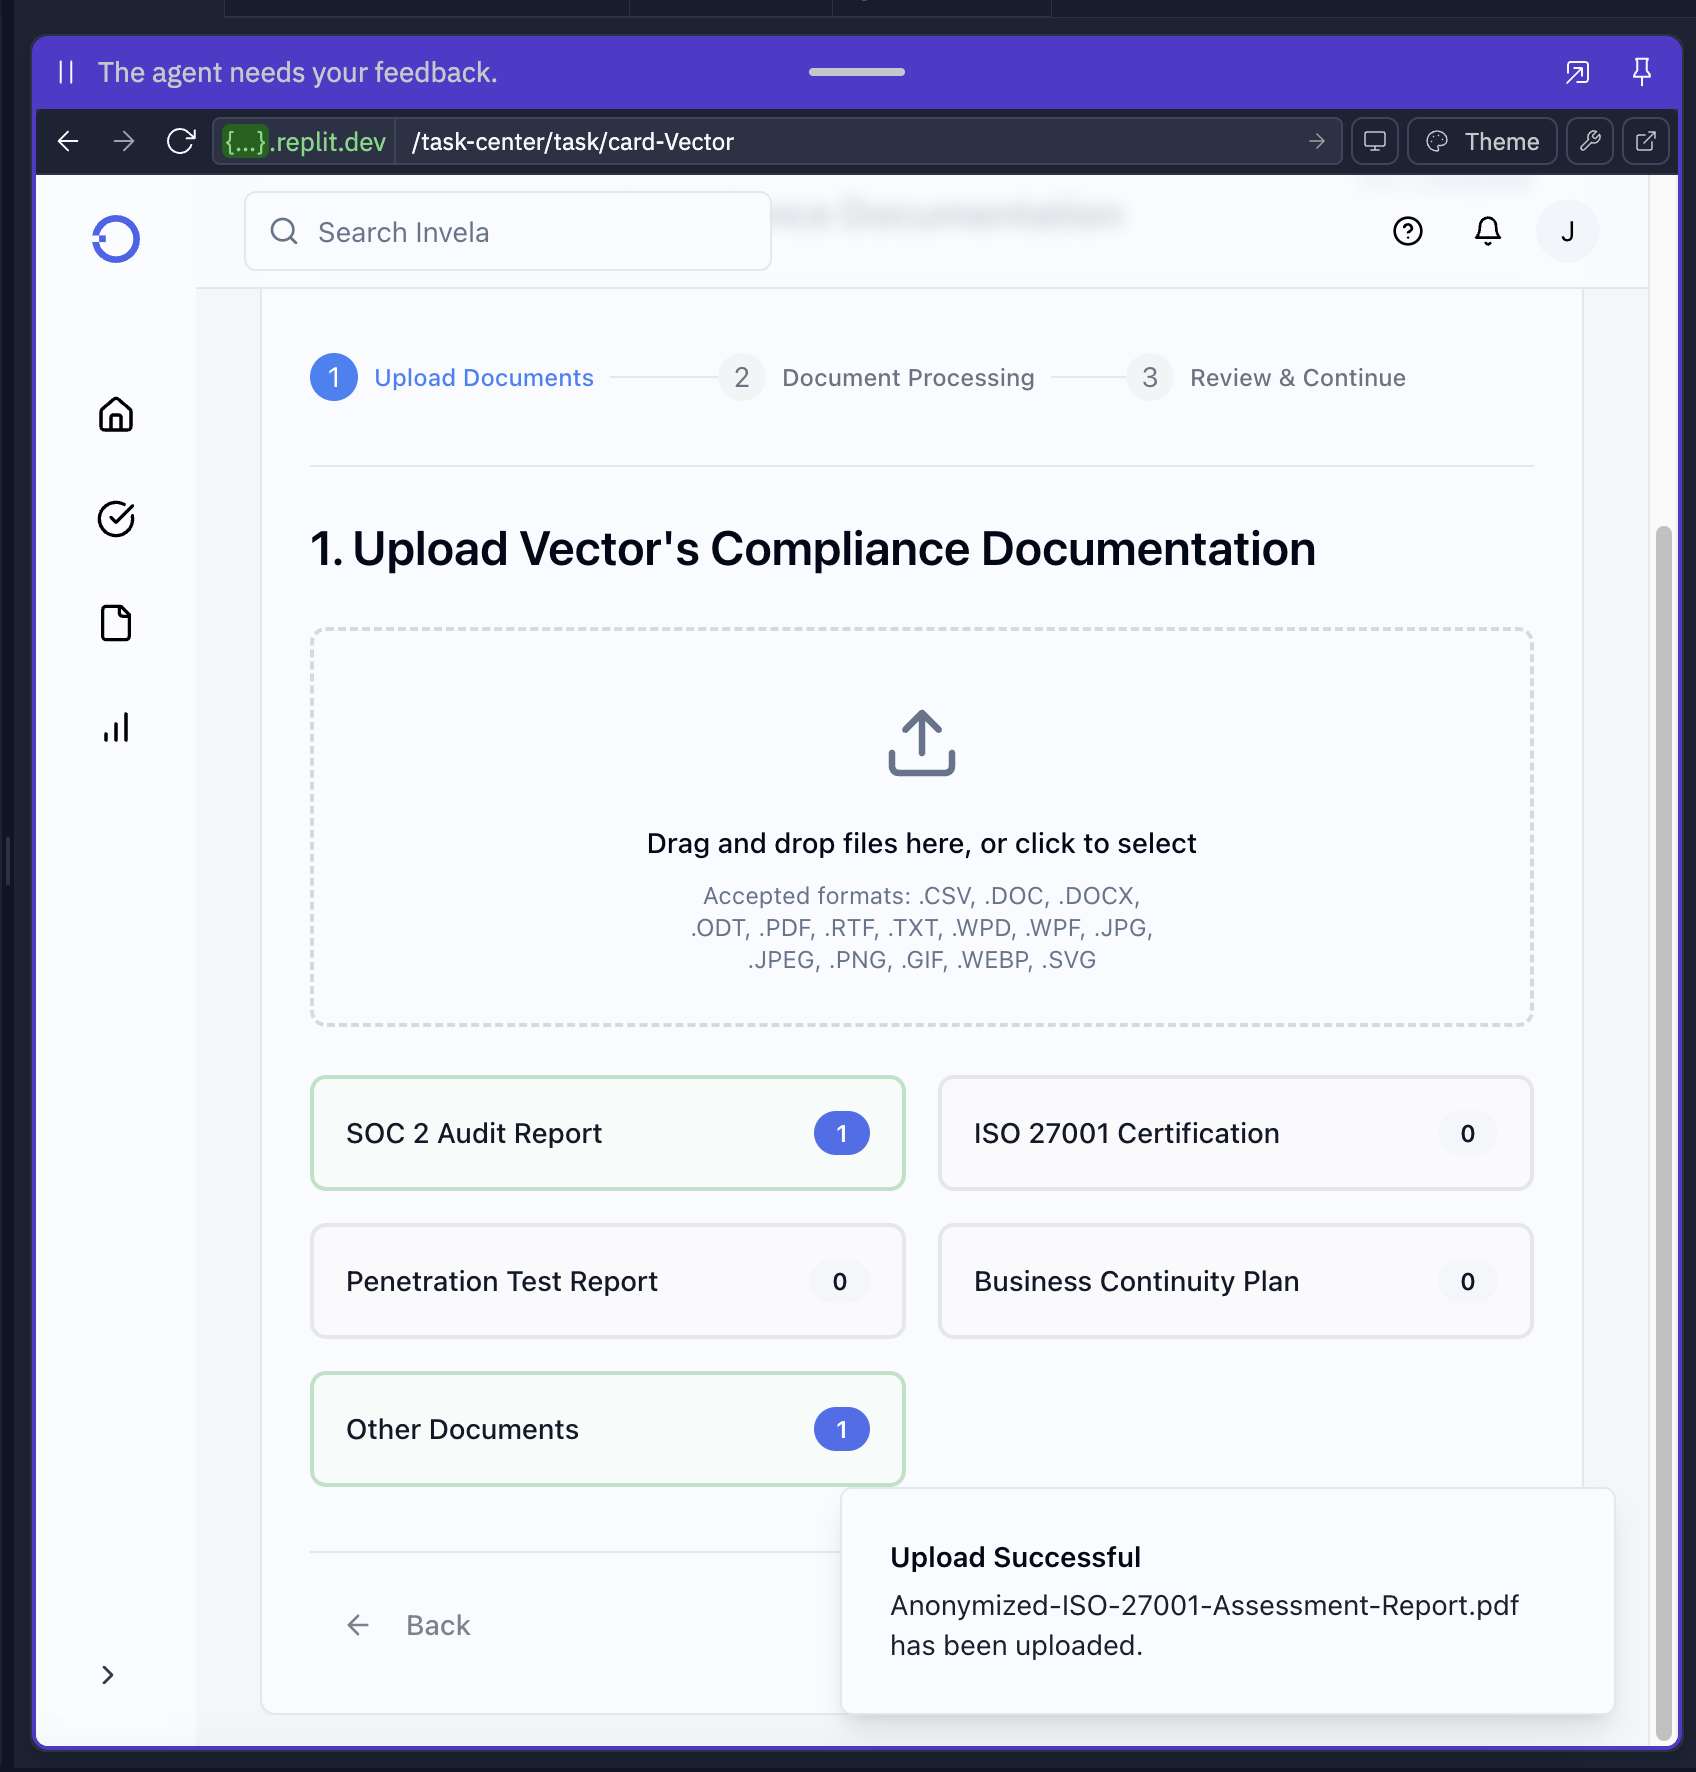 The agent needs your feedback.
{...}.replit.dev /task-center/task/card-Vector Theme
Search Invela
nce Documentation
J
1 Upload Documents 2 Document Processing 3 Review & Continue
1. Upload Vector's Compliance Documentation
Drag and drop files here, or click to select
Accepted formats: .CSV, .DOC, .DOCX,
.ODT, .PDF, .RTF, .TXT, .WPD, .WPF, .JPG,
.JPEG, .PNG, .GIF, .WEBP, .SVG
SOC 2 Audit Report 1
ISO 27001 Certification 0
Penetration Test Report 0
Business Continuity Plan 0
Other Documents 1
Upload Successful
Anonymized-ISO-27001-Assessment-Report.pdf
has been uploaded.
Back